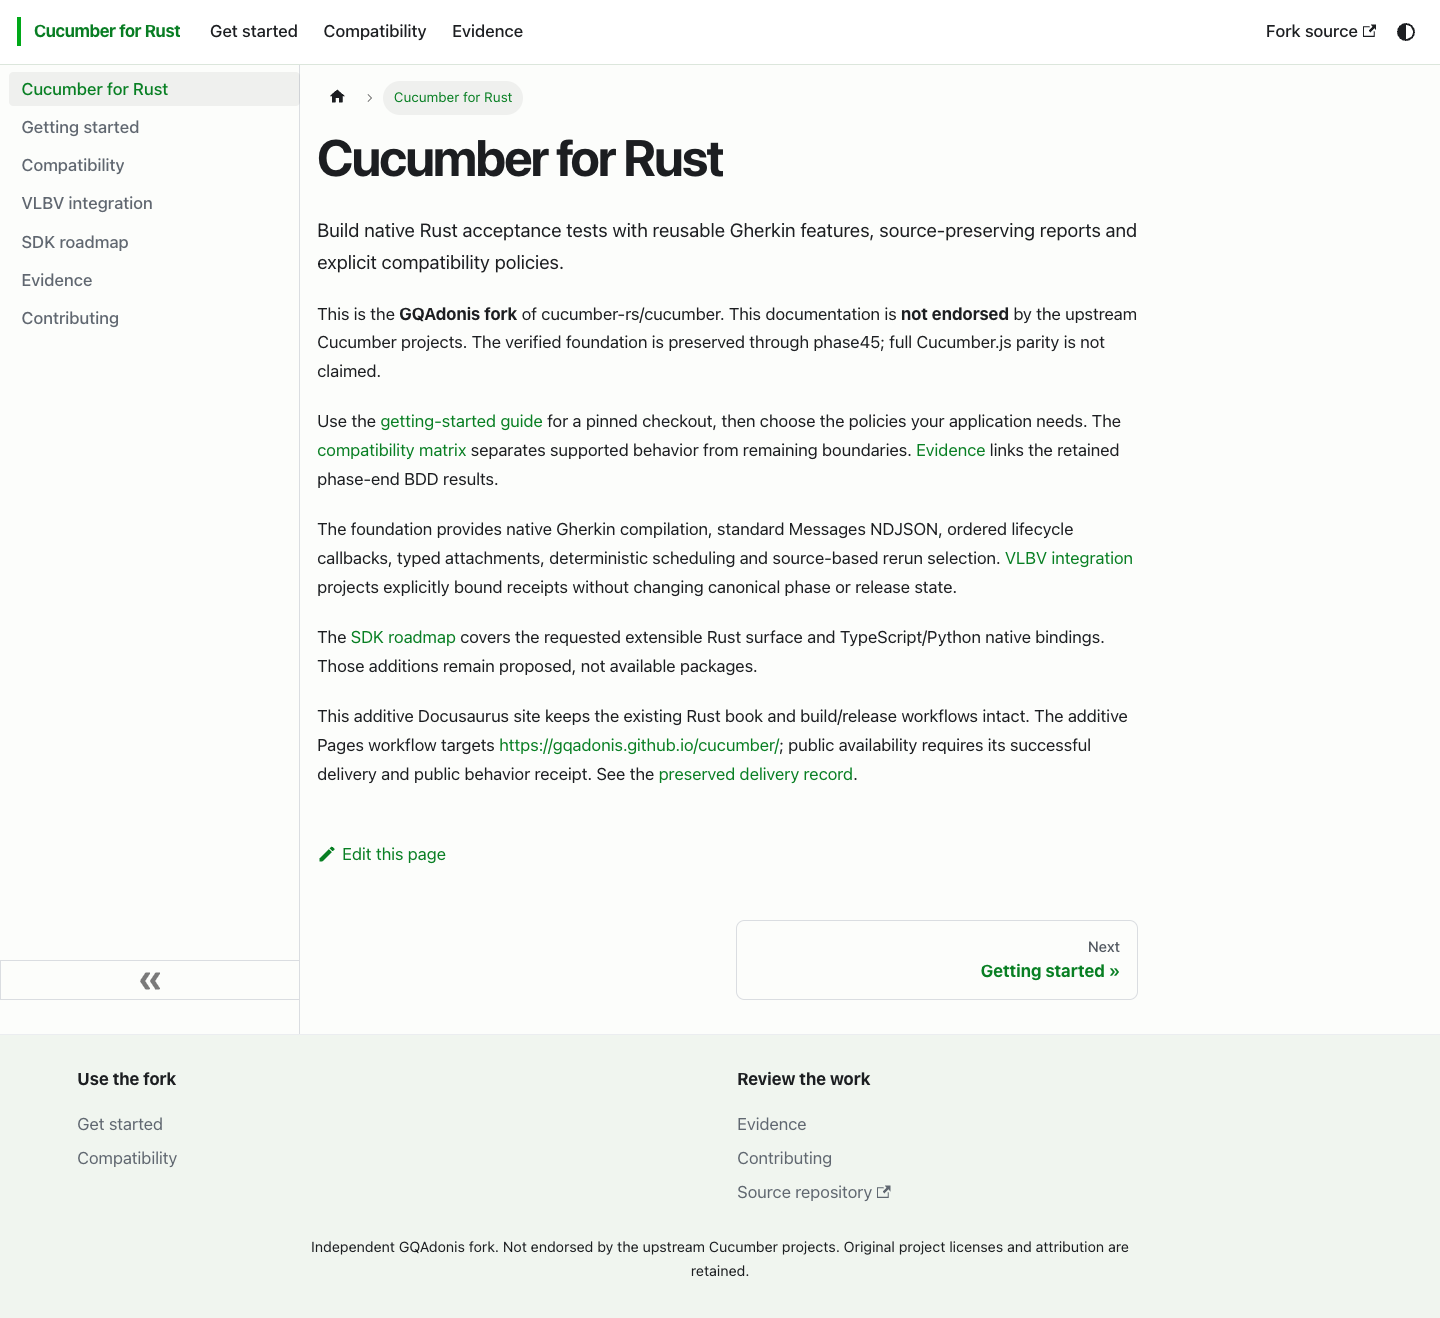 Cucumber for Rust
Get started
Compatibility
Evidence
Fork source
Cucumber for Rust
Getting started
Compatibility
VLBV integration
SDK roadmap
Evidence
Contributing
Cucumber for Rust
Cucumber for Rust
Build native Rust acceptance tests with reusable Gherkin features, source-preserving reports and
explicit compatibility policies.
This is the GQAdonis fork of cucumber-rs/cucumber. This documentation is not endorsed by the upstream
Cucumber projects. The verified foundation is preserved through phase45; full Cucumber.js parity is not
claimed.
Use the getting-started guide for a pinned checkout, then choose the policies your application needs. The
compatibility matrix separates supported behavior from remaining boundaries. Evidence links the retained
phase-end BDD results.
The foundation provides native Gherkin compilation, standard Messages NDJSON, ordered lifecycle
callbacks, typed attachments, deterministic scheduling and source-based rerun selection. VLBV integration
projects explicitly bound receipts without changing canonical phase or release state.
The SDK roadmap covers the requested extensible Rust surface and TypeScript/Python native bindings.
Those additions remain proposed, not available packages.
This additive Docusaurus site keeps the existing Rust book and build/release workflows intact. The additive
Pages workflow targets https://gqadonis.github.io/cucumber/; public availability requires its successful
delivery and public behavior receipt. See the preserved delivery record.
Edit this page
Next
Getting started »
Use the fork
Get started
Compatibility
Review the work
Evidence
Contributing
Source repository
Independent GQAdonis fork. Not endorsed by the upstream Cucumber projects. Original project licenses and attribution are
retained.